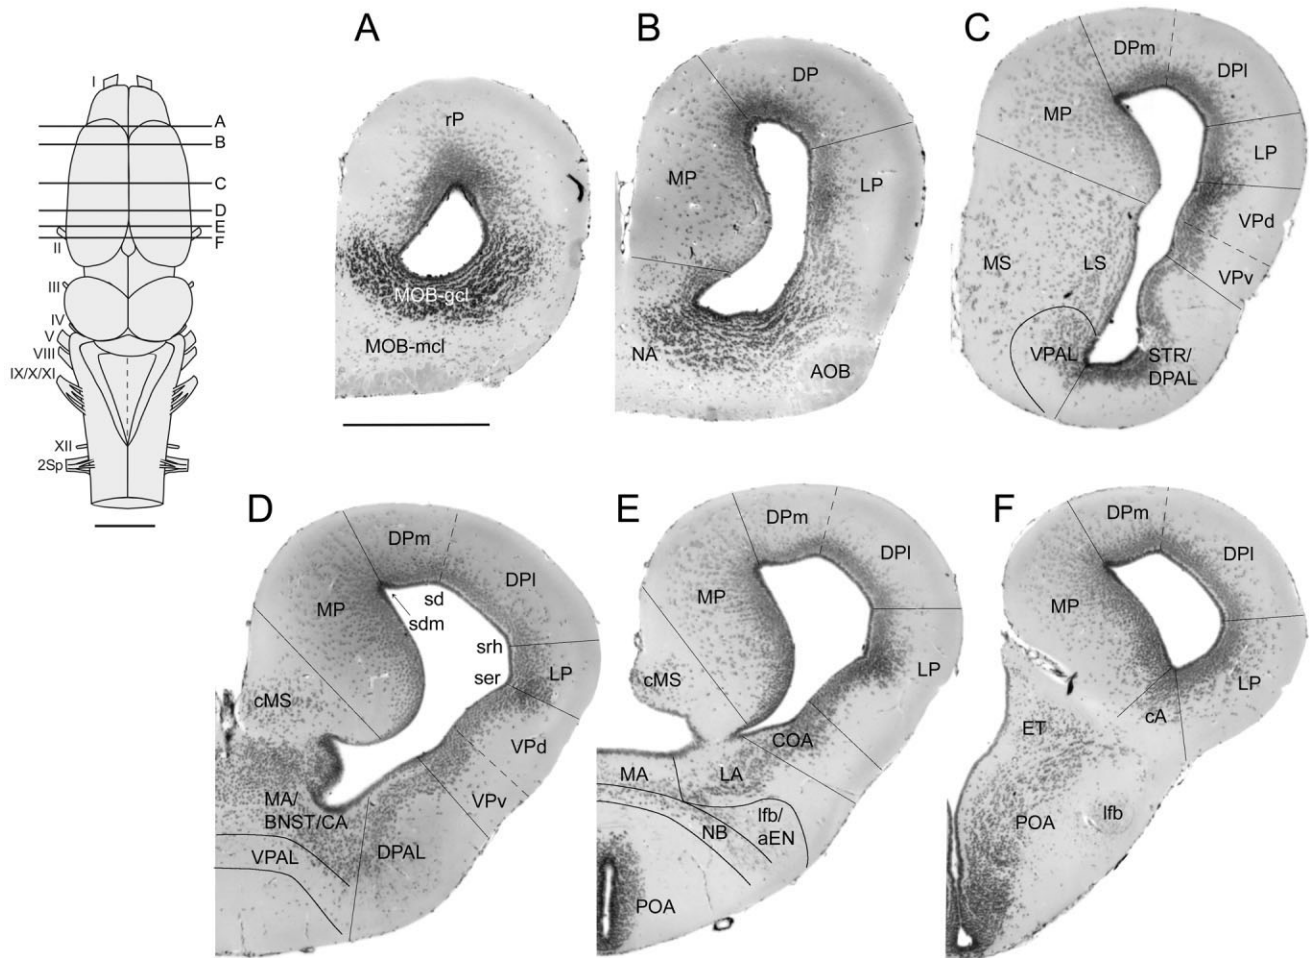 I
A
B
C
D
E
F
II
III
IV
V
VIII
IX/X/XI
XII
2Sp
A
rP
MOB-gcl
MOB-mcl
B
DP
MP
LP
NA
AOB
C
DPm
DPl
MP
LP
VPd
MS
LS
VPv
VPAL
STR/
DPAL
D
DPm
DPl
MP
sd
sdm
srh
ser
LP
cMS
VPd
VPv
MA/
BNST/CA
VPAL
DPAL
E
DPm
DPl
MP
LP
cMS
COA
MA
LA
lfb/
aEN
NB
POA
F
DPm
DPl
MP
LP
cA
ET
lfb
POA